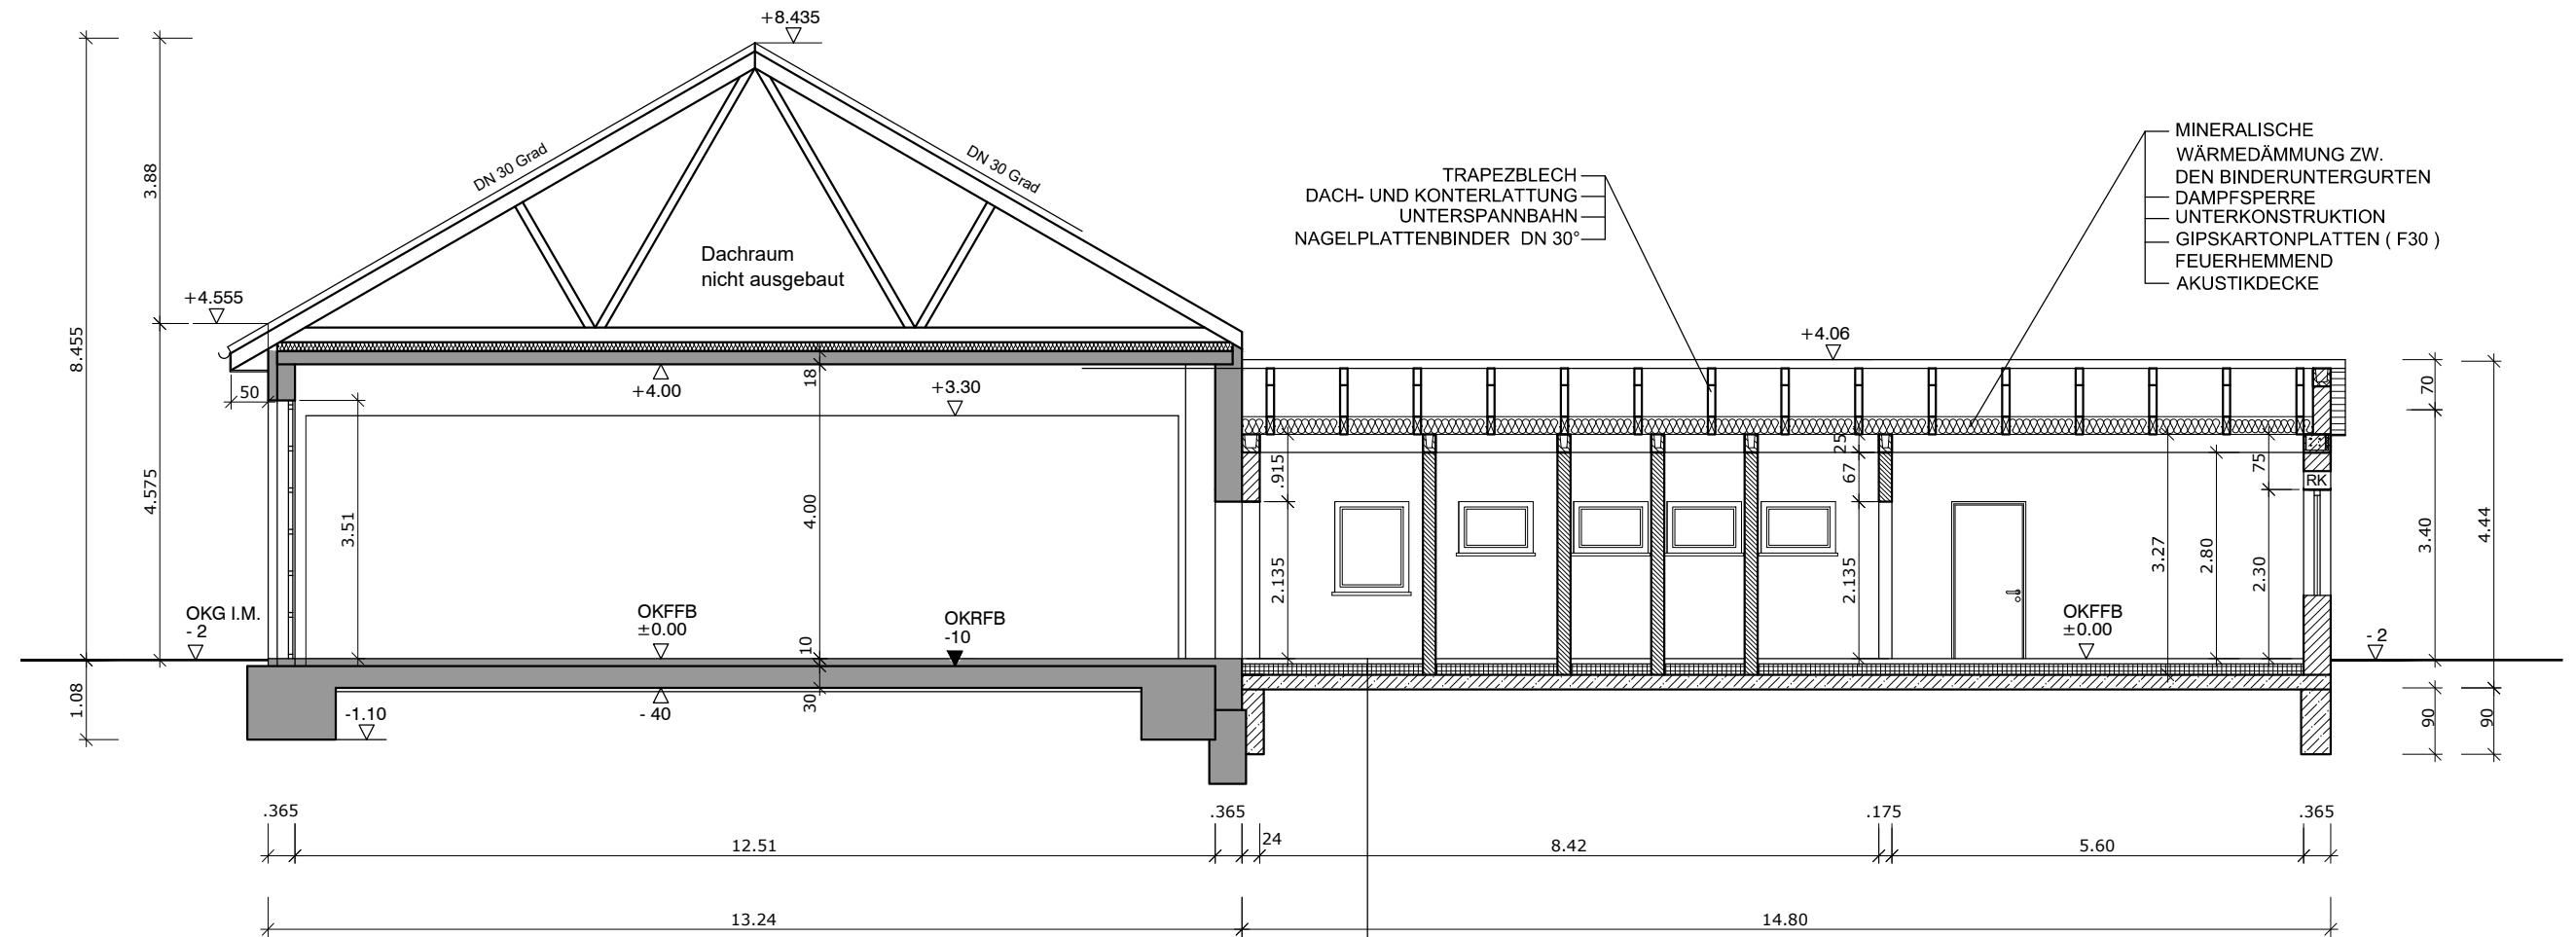 +8.435
DN 30 Grad
DN 30 Grad
Dachraum
nicht ausgebaut
TRAPEZBLECH
DACH- UND KONTERLATTUNG
UNTERSPANNBAHN
NAGELPLATTENBINDER DN 30°
MINERALISCHE
WÄRMEDÄMMUNG ZW.
DEN BINDERUNTERGURTEN
DAMPFSPERRE
UNTERKONSTRUKTION
GIPSKARTONPLATTEN ( F30 )
FEUERHEMMEND
AKUSTIKDECKE
3.88
8.455
4.575
1.08
+4.555
50
18
+4.00
+3.30
+4.06
3.51
4.00
10
30
OKG I.M.
- 2
OKFFB
±0.00
OKRFB
-10
-1.10
- 40
.915
2.135
25
67
2.135
OKFFB
±0.00
3.27
2.80
75
2.30
RK
70
3.40
4.44
- 2
90
90
.365
.365
24
.175
.365
12.51
8.42
5.60
13.24
14.80